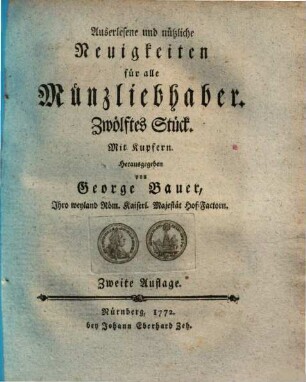 Auserlesene und nützliche
Neuigkeiten
für alle
Münzliebhaber.
Zwölftes Stück.
Mit Kupfern.
Herausgegeben
von
George Bauer,
Ihro weyland Röm. Kaiserl. Majestät Hof-Factorn.
Zweite Auflage.
Nürnberg, 1772.
bey Johann Eberhard Zeh.